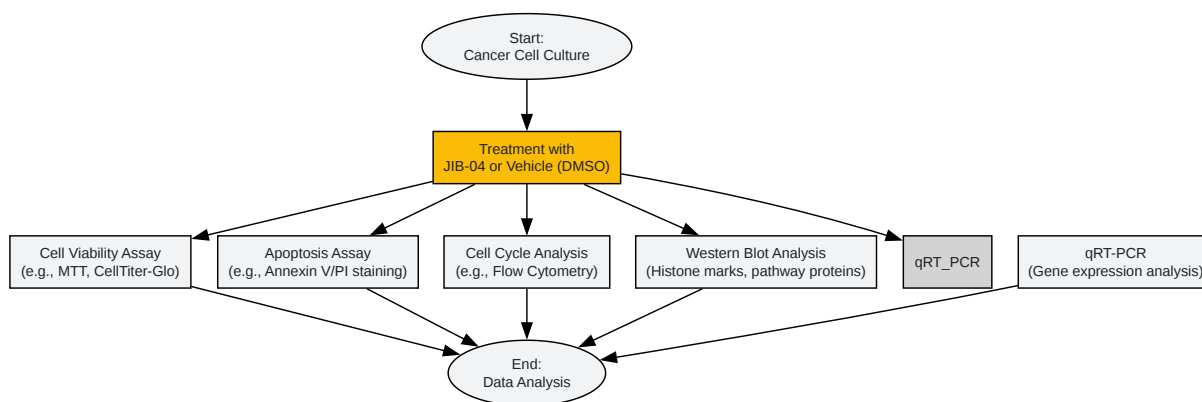 Start:
Cancer Cell Culture
Treatment with
JIB-04 or Vehicle (DMSO)
Cell Viability Assay
(e.g., MTT, CellTiter-Glo)
Apoptosis Assay
(e.g., Annexin V/PI staining)
Cell Cycle Analysis
(e.g., Flow Cytometry)
Western Blot Analysis
(Histone marks, pathway proteins)
qRT_PCR
qRT-PCR
(Gene expression analysis)
End:
Data Analysis